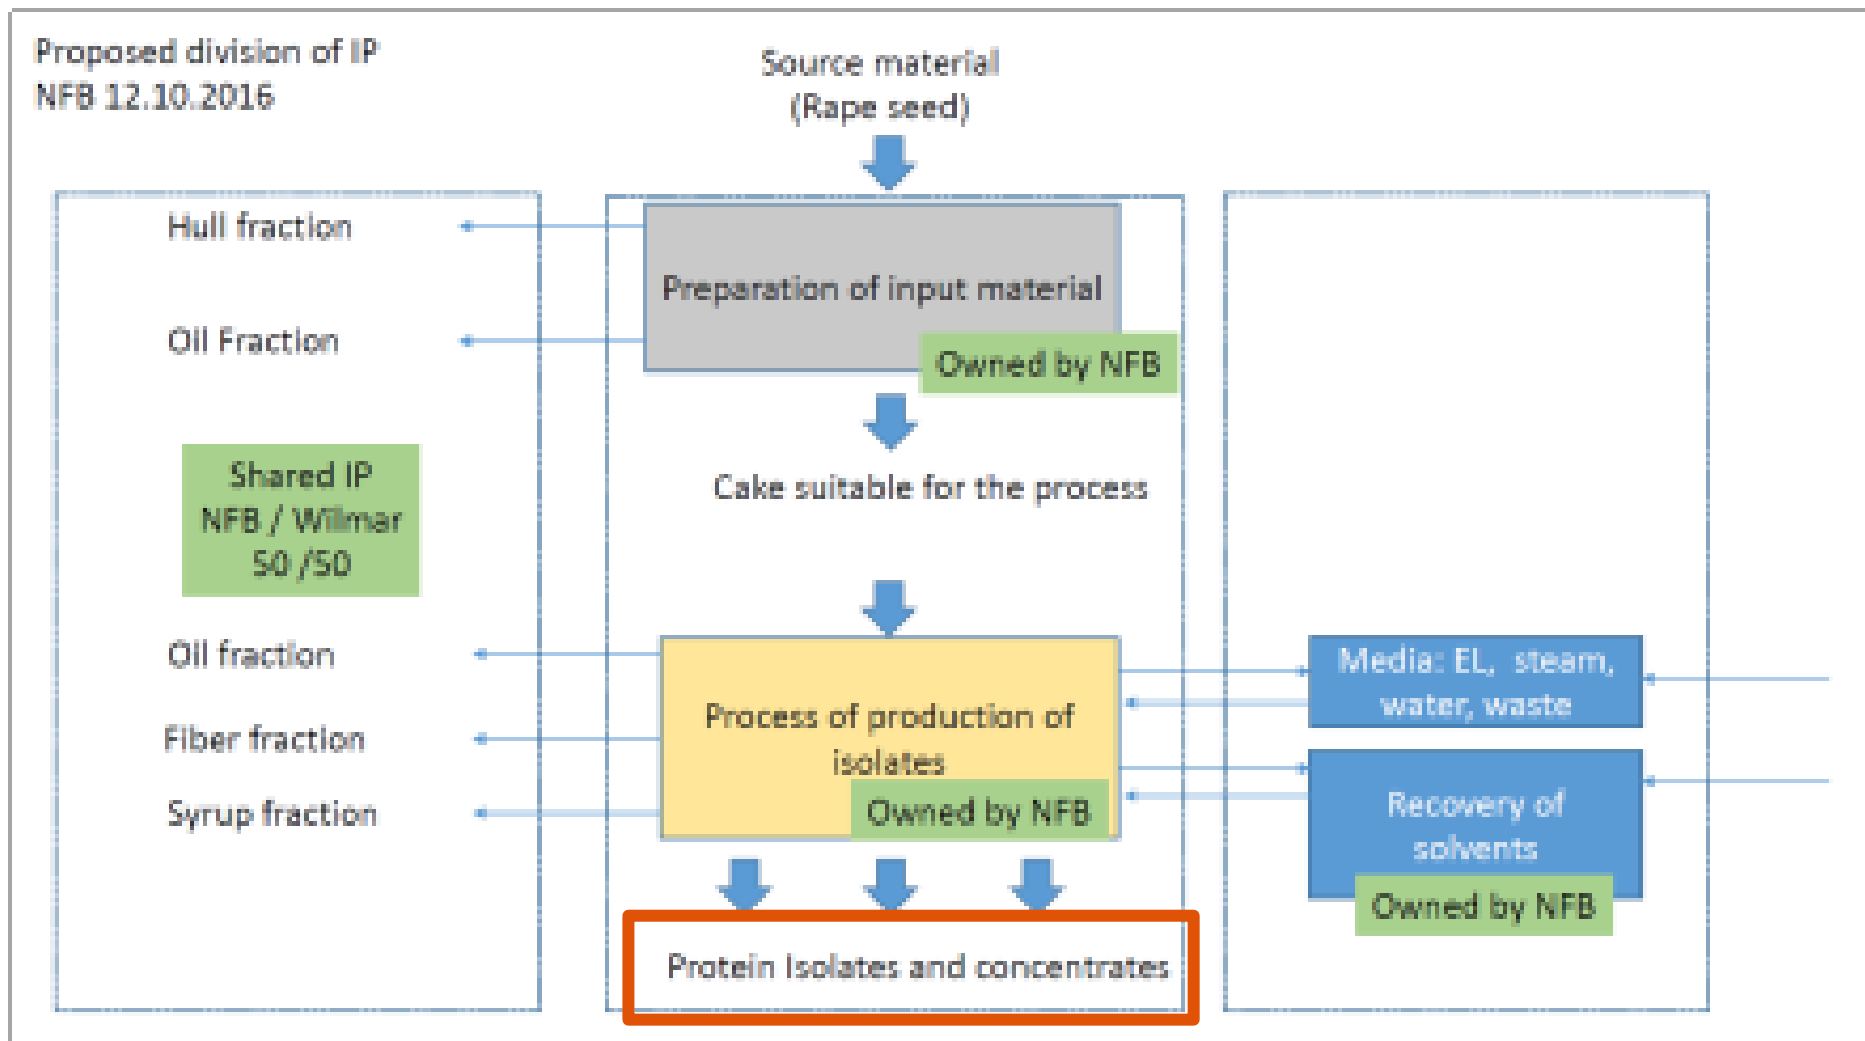 Proposed division of IP
NFB 12.10.2016
Source material
(Rape seed)
Hull fraction
Preparation of input material
Oil Fraction
Owned by NFB
Shared IP
NFB / Wilmar
50 /50
Cake suitable for the process
Oil fraction
Fiber fraction
Syrup fraction
Process of production of
isolates
Owned by NFB
Media: EL, steam,
water, waste
Recovery of
solvents
Owned by NFB
Protein Isolates and concentrates